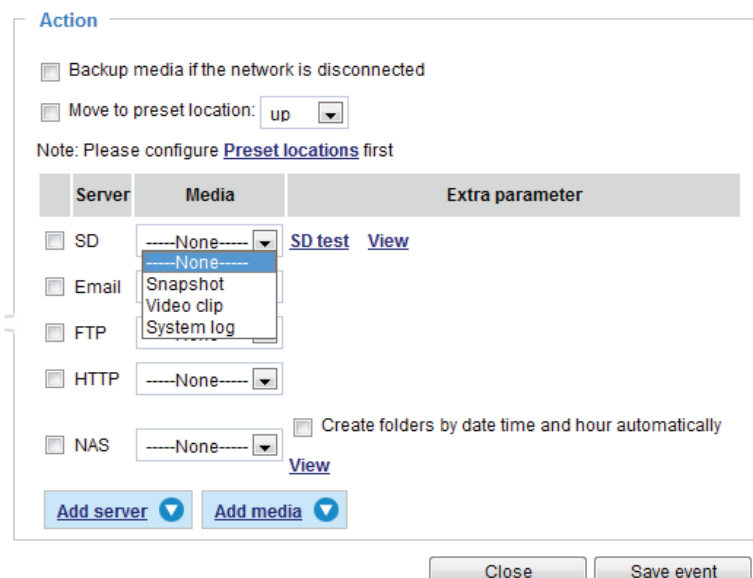 Action
Backup media if the network is disconnected
Move to preset location: up
Note: Please configure Preset locations first
Server Media Extra parameter
SD -----None----- SD test View
-----None-----
Email Snapshot
Video clip
FTP System log
HTTP -----None-----
Create folders by date time and hour automatically
NAS -----None-----
View
Add server Add media
Close Save event